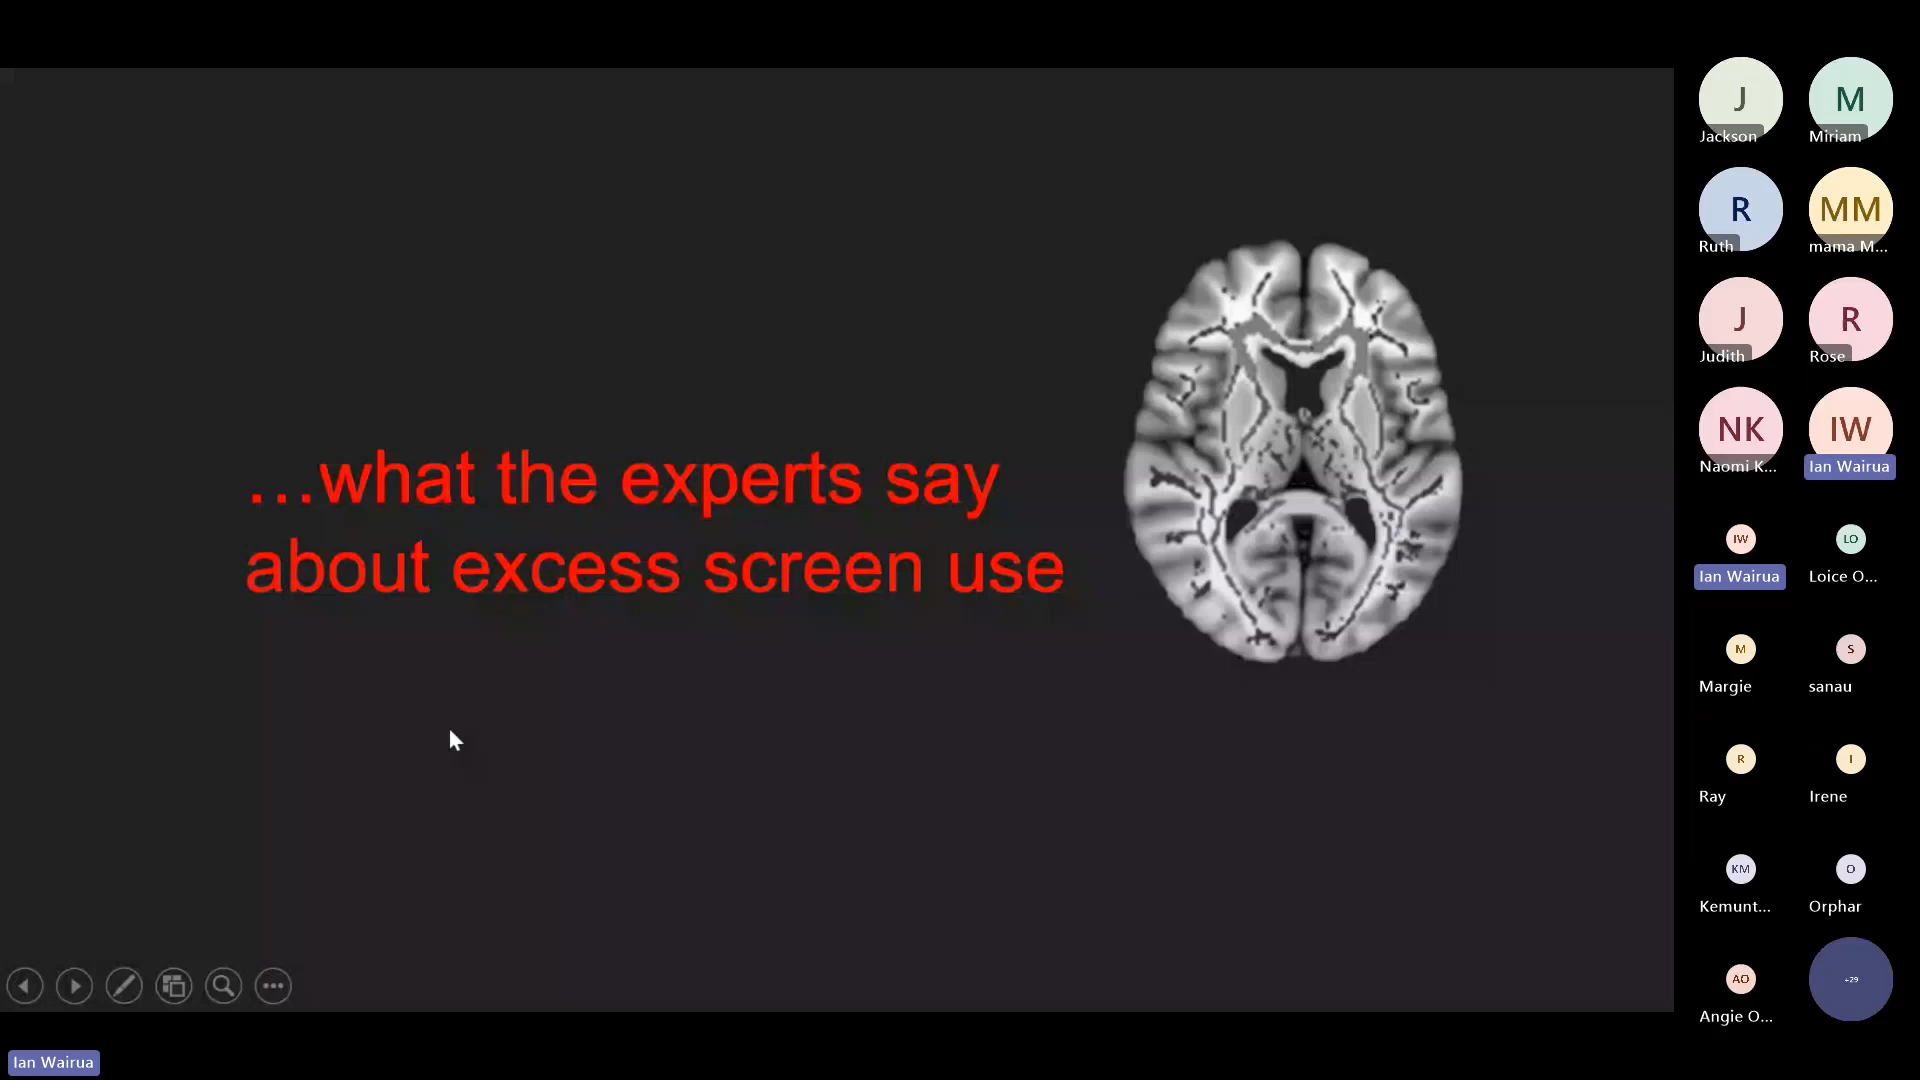 …what the experts say
about excess screen use
J
Jackson
M
Miriam
R
Ruth
MM
mama M...
J
Judith
R
Rose
NK
Naomi K...
IW
Ian Wairua
IW
Ian Wairua
LO
Loice O...
M
Margie
S
sanau
R
Ray
I
Irene
KM
Kemunt...
O
Orphar
AO
Angie O...
+29
Ian Wairua